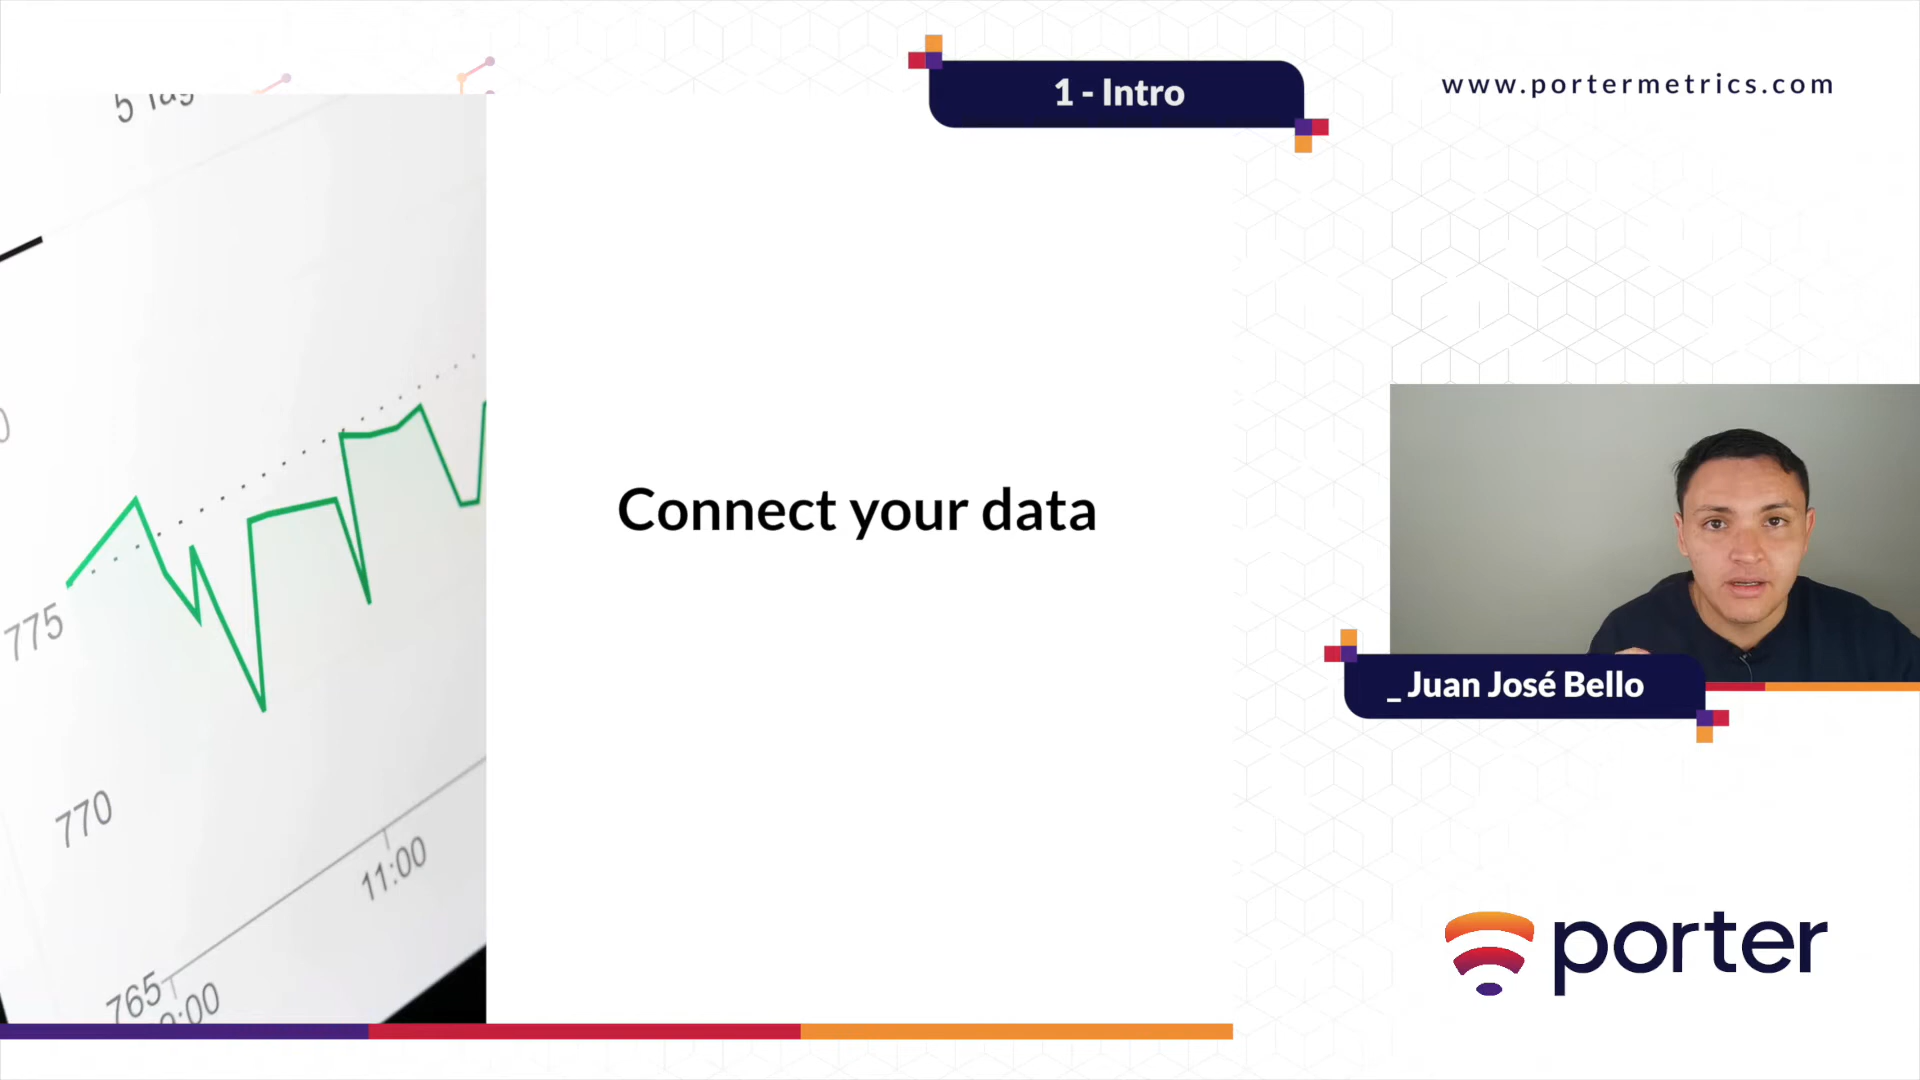 1 - Intro
www.portermetrics.com
Connect your data
775
770
11:00
765
_ Juan José Bello
porter